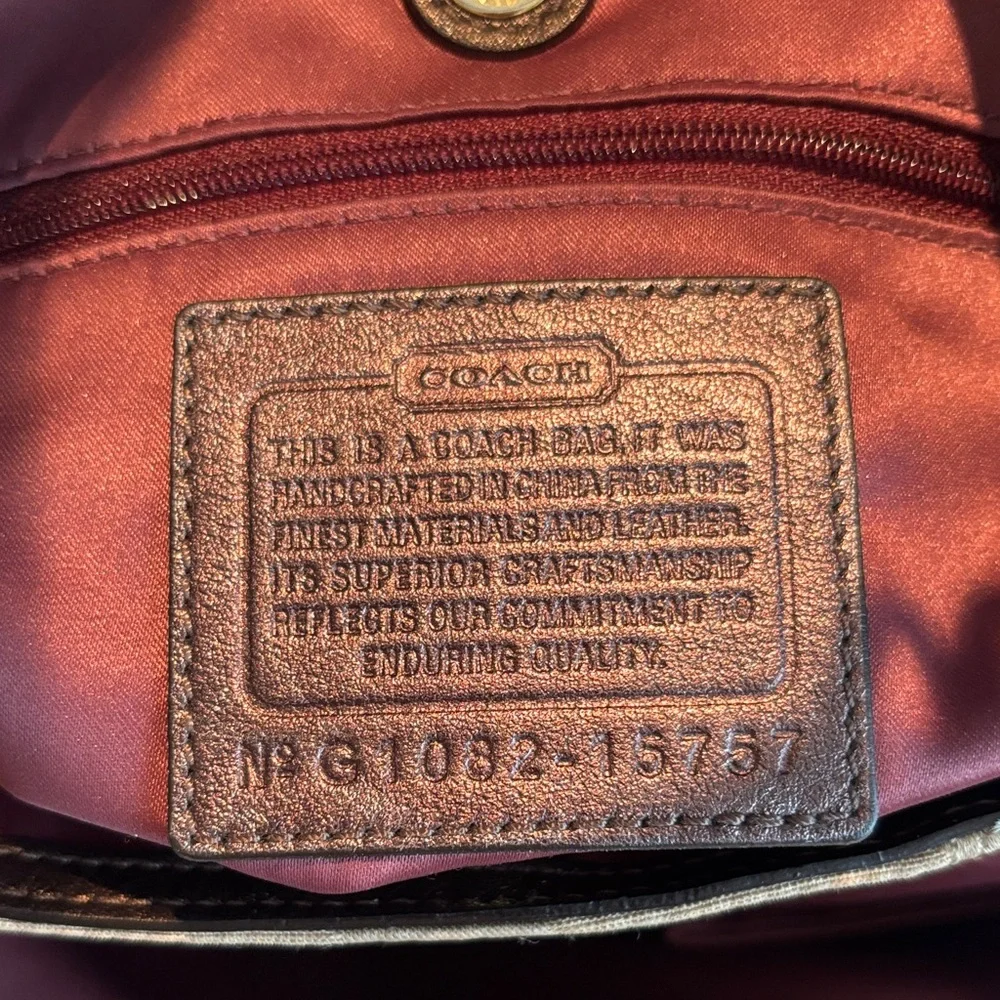 COACH
THIS IS A COACH BAG. IT WAS
HANDCRAFTED IN CHINA FROM THE
FINEST MATERIALS AND LEATHER.
ITS SUPERIOR CRAFTSMANSHIP
REFLECTS OUR COMMITMENT TO
ENDURING QUALITY.
Nº G1082-15757